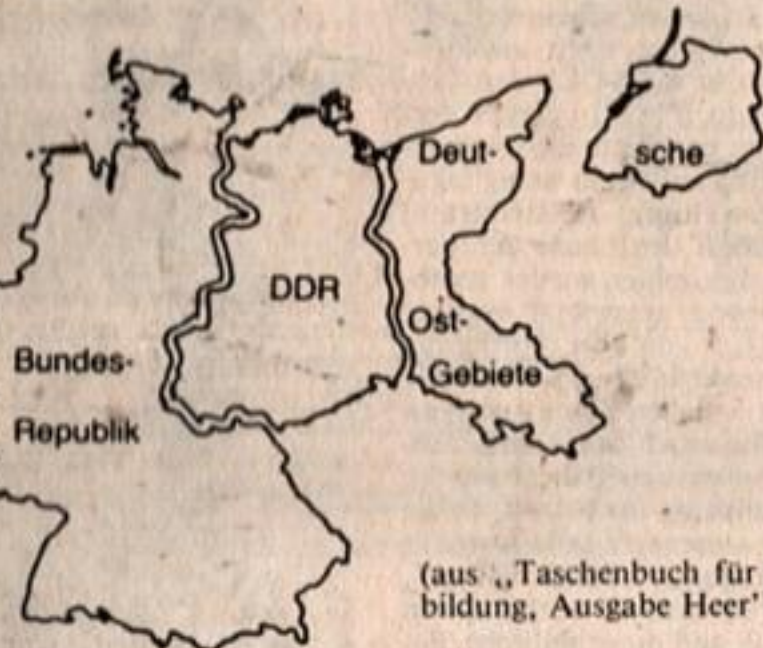 Deut-
sche
DDR
Ost-
Gebiete
Bundes-
Republik
(aus „Taschenbuch für
bildung, Ausgabe Heer'